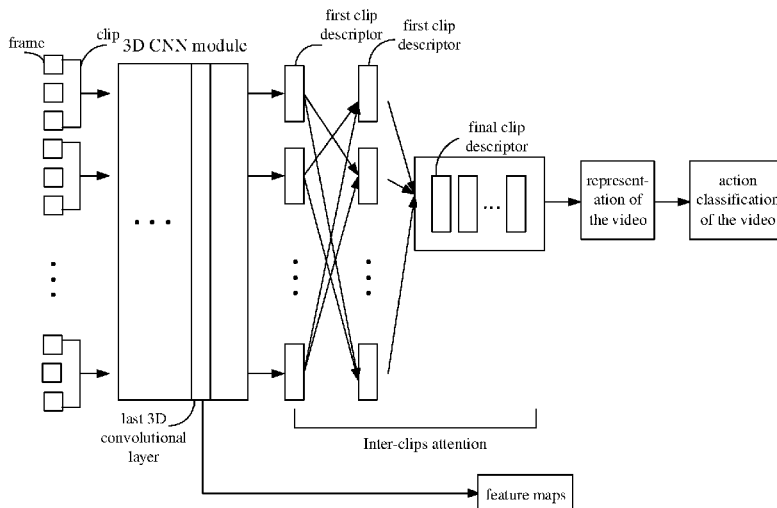 frame
clip
3D CNN module
first clip
descriptor
first clip
descriptor
final clip
descriptor
represent-
ation of
the video
action
classification
of the video
last 3D
convolutional
layer
Inter-clips attention
feature maps